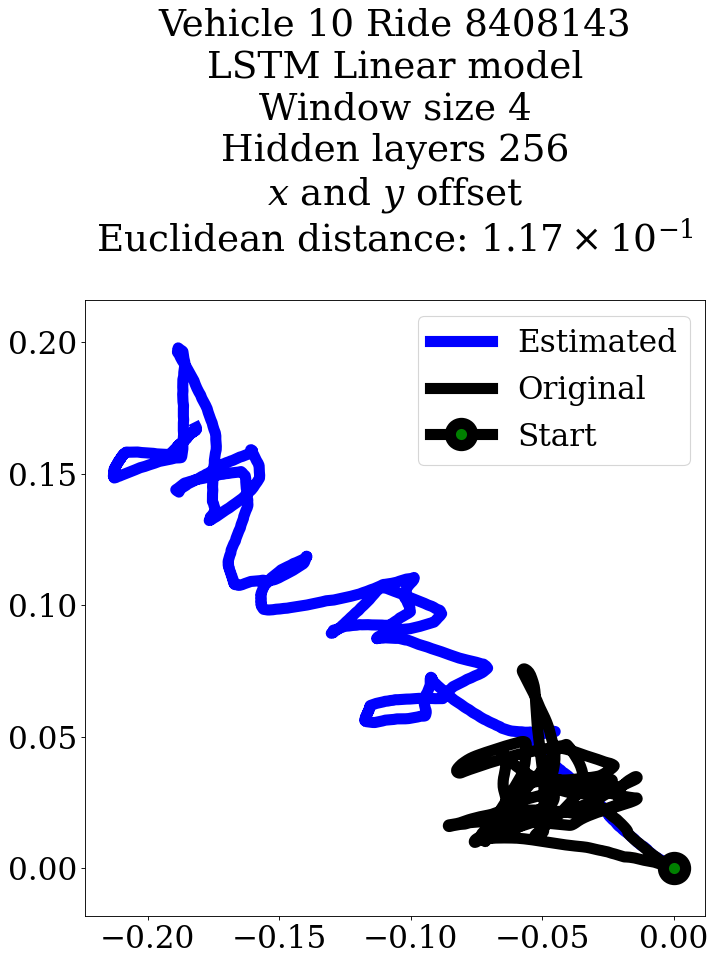 Vehicle 10 Ride 8408143
LSTM Linear model
Window size 4
Hidden layers 256
x and y offset
Euclidean distance: 1.17 × 10⁻¹
Estimated
Original
Start
0.20
0.15
0.10
0.05
0.00
−0.20 −0.15 −0.10 −0.05 0.00